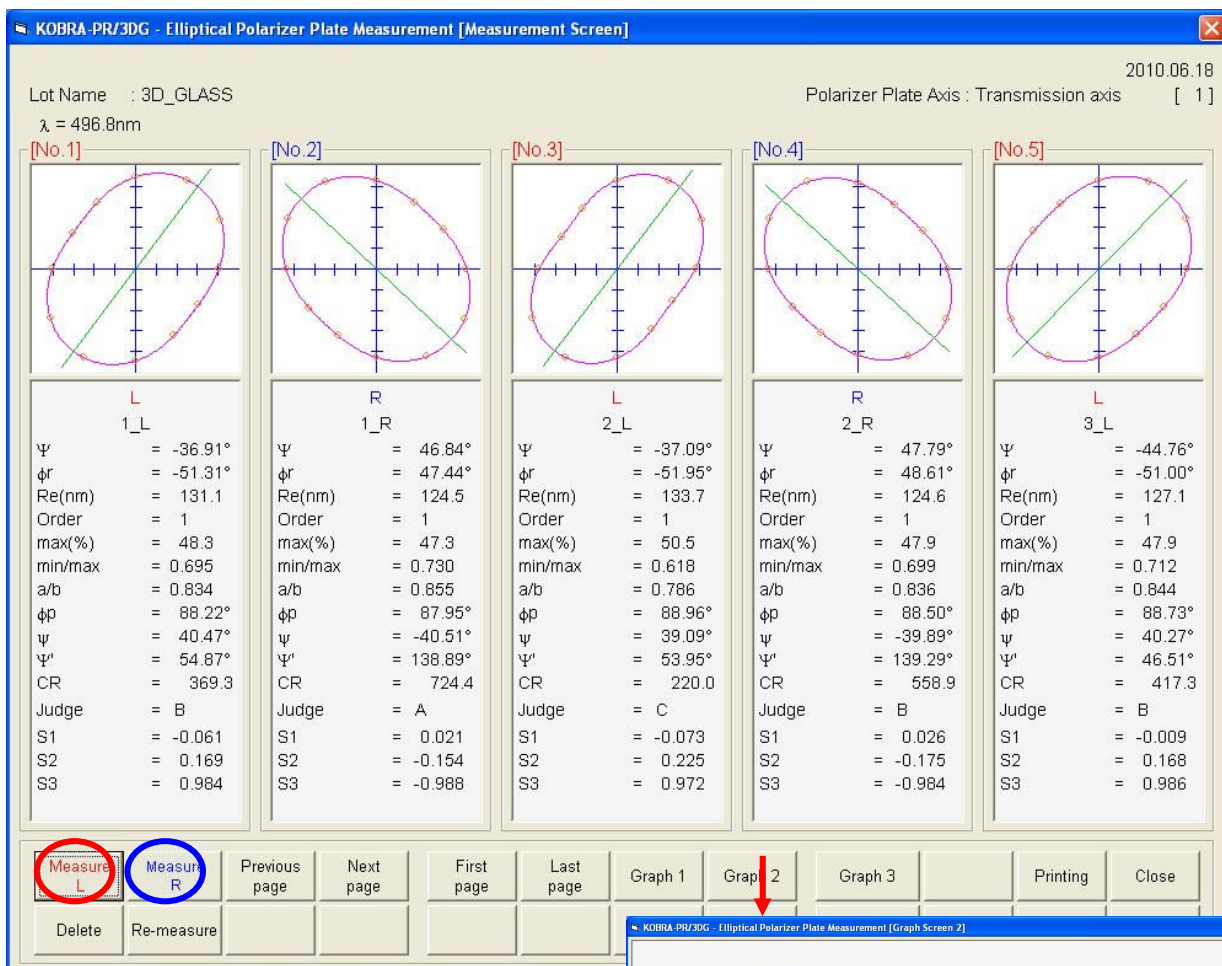 KOBRA-PR/3DG - Elliptical Polarizer Plate Measurement [Measurement Screen]
2010.06.18
Lot Name : 3D_GLASS
Polarizer Plate Axis : Transmission axis [ 1 ]
λ = 496.8nm
[No.1]
L
1_L
Ψ = -36.91°
ϕr = -51.31°
Re(nm) = 131.1
Order = 1
max(%) = 48.3
min/max = 0.695
a/b = 0.834
ϕp = 88.22°
ψ = 40.47°
Ψ' = 54.87°
CR = 369.3
Judge = B
S1 = -0.061
S2 = 0.169
S3 = 0.984
[No.2]
R
1_R
Ψ = 46.84°
ϕr = 47.44°
Re(nm) = 124.5
Order = 1
max(%) = 47.3
min/max = 0.730
a/b = 0.855
ϕp = 87.95°
ψ = -40.51°
Ψ' = 138.89°
CR = 724.4
Judge = A
S1 = 0.021
S2 = -0.154
S3 = -0.988
[No.3]
L
2_L
Ψ = -37.09°
ϕr = -51.95°
Re(nm) = 133.7
Order = 1
max(%) = 50.5
min/max = 0.618
a/b = 0.786
ϕp = 88.96°
ψ = 39.09°
Ψ' = 53.95°
CR = 220.0
Judge = C
S1 = -0.073
S2 = 0.225
S3 = 0.972
[No.4]
R
2_R
Ψ = 47.79°
ϕr = 48.61°
Re(nm) = 124.6
Order = 1
max(%) = 47.9
min/max = 0.699
a/b = 0.836
ϕp = 88.50°
ψ = -39.89°
Ψ' = 139.29°
CR = 558.9
Judge = B
S1 = 0.026
S2 = -0.175
S3 = -0.984
[No.5]
L
3_L
Ψ = -44.76°
ϕr = -51.00°
Re(nm) = 127.1
Order = 1
max(%) = 47.9
min/max = 0.712
a/b = 0.844
ϕp = 88.73°
ψ = 40.27°
Ψ' = 46.51°
CR = 417.3
Judge = B
S1 = -0.009
S2 = 0.168
S3 = 0.986
Measure
L
Measure
R
Previous
page
Next
page
First
page
Last
page
Graph 1
Graph 2
Graph 3
Printing
Close
Delete
Re-measure
KOBRA-PR/3DG - Elliptical Polarizer Plate Measurement [Graph Screen 2]